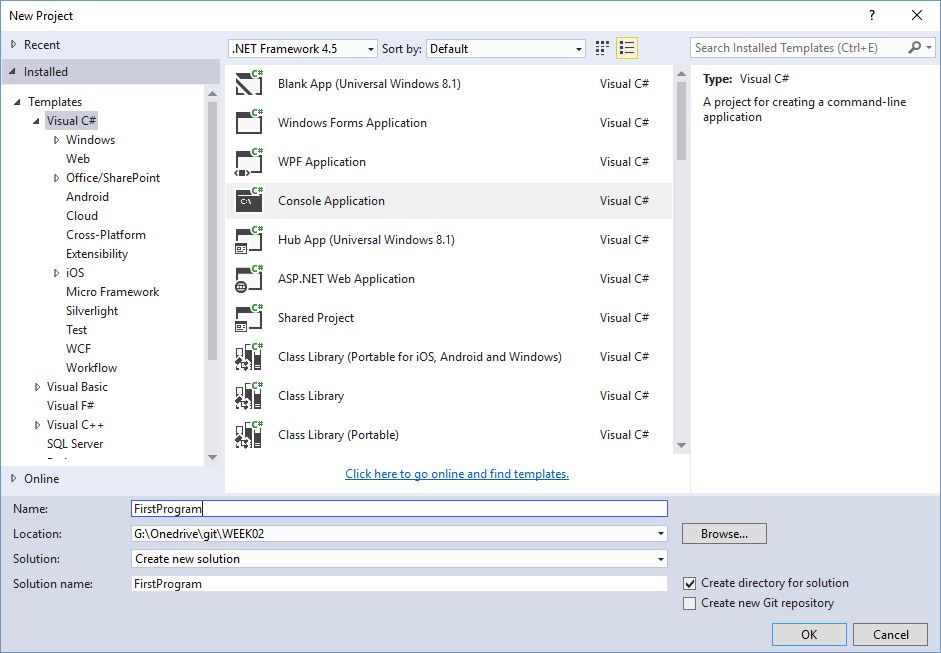 New Project
? 
Recent
.NET Framework 4.5 Sort by: Default
Search Installed Templates (Ctrl+E)
Installed
Templates
Visual C#
Windows
Web
Office/SharePoint
Android
Cloud
Cross-Platform
Extensibility
iOS
Micro Framework
Silverlight
Test
WCF
Workflow
Visual Basic
Visual F#
Visual C++
SQL Server
Online
C# Blank App (Universal Windows 8.1) Visual C#
C# Windows Forms Application Visual C#
C# WPF Application Visual C#
C# C:\ Console Application Visual C#
C# Hub App (Universal Windows 8.1) Visual C#
C# ASP.NET Web Application Visual C#
C# Shared Project Visual C#
C# Class Library (Portable for iOS, Android and Windows) Visual C#
C# Class Library Visual C#
C# Class Library (Portable) Visual C#
Click here to go online and find templates.
Type: Visual C#
A project for creating a command-line
application
Name: FirstProgram
Location: G:\Onedrive\git\WEEK02 Browse...
Solution: Create new solution
Solution name: FirstProgram
Create directory for solution
Create new Git repository
OK Cancel